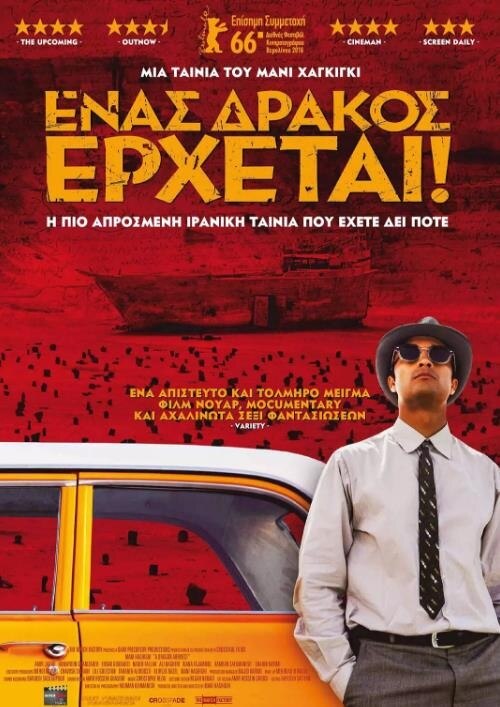 - THE UPCOMING -
- OUTNOW -
Επίσημη Συμμετοχή
66
Διεθνές Φεστιβάλ
Κινηματογράφου
Βερολίνου 2016
- CINEMAN -
- SCREEN DAILY -
ΜΙΑ ΤΑΙΝΙΑ ΤΟΥ ΜΑΝΙ ΧΑΓΚΙΓΚΙ
ΕΝΑΣ ΔΡΑΚΟΣ
ΕΡΧΕΤΑΙ!
Η ΠΙΟ ΑΠΡΟΣΜΕΝΗ ΙΡΑΝΙΚΗ ΤΑΙΝΙΑ ΠΟΥ ΕΧΕΤΕ ΔΕΙ ΠΟΤΕ
ΕΝΑ ΑΠΙΣΤΕΥΤΟ ΚΑΙ ΤΟΛΜΗΡΟ ΜΕΙΓΜΑ
ΦΙΛΜ ΝΟΥΑΡ, MOCUMENTARY
ΚΑΙ ΑΧΑΛΙΝΩΤΑ ΣΕΞΙ ΦΑΝΤΑΣΙΩΣΕΩΝ
- VARIETY -
CROSSFADE